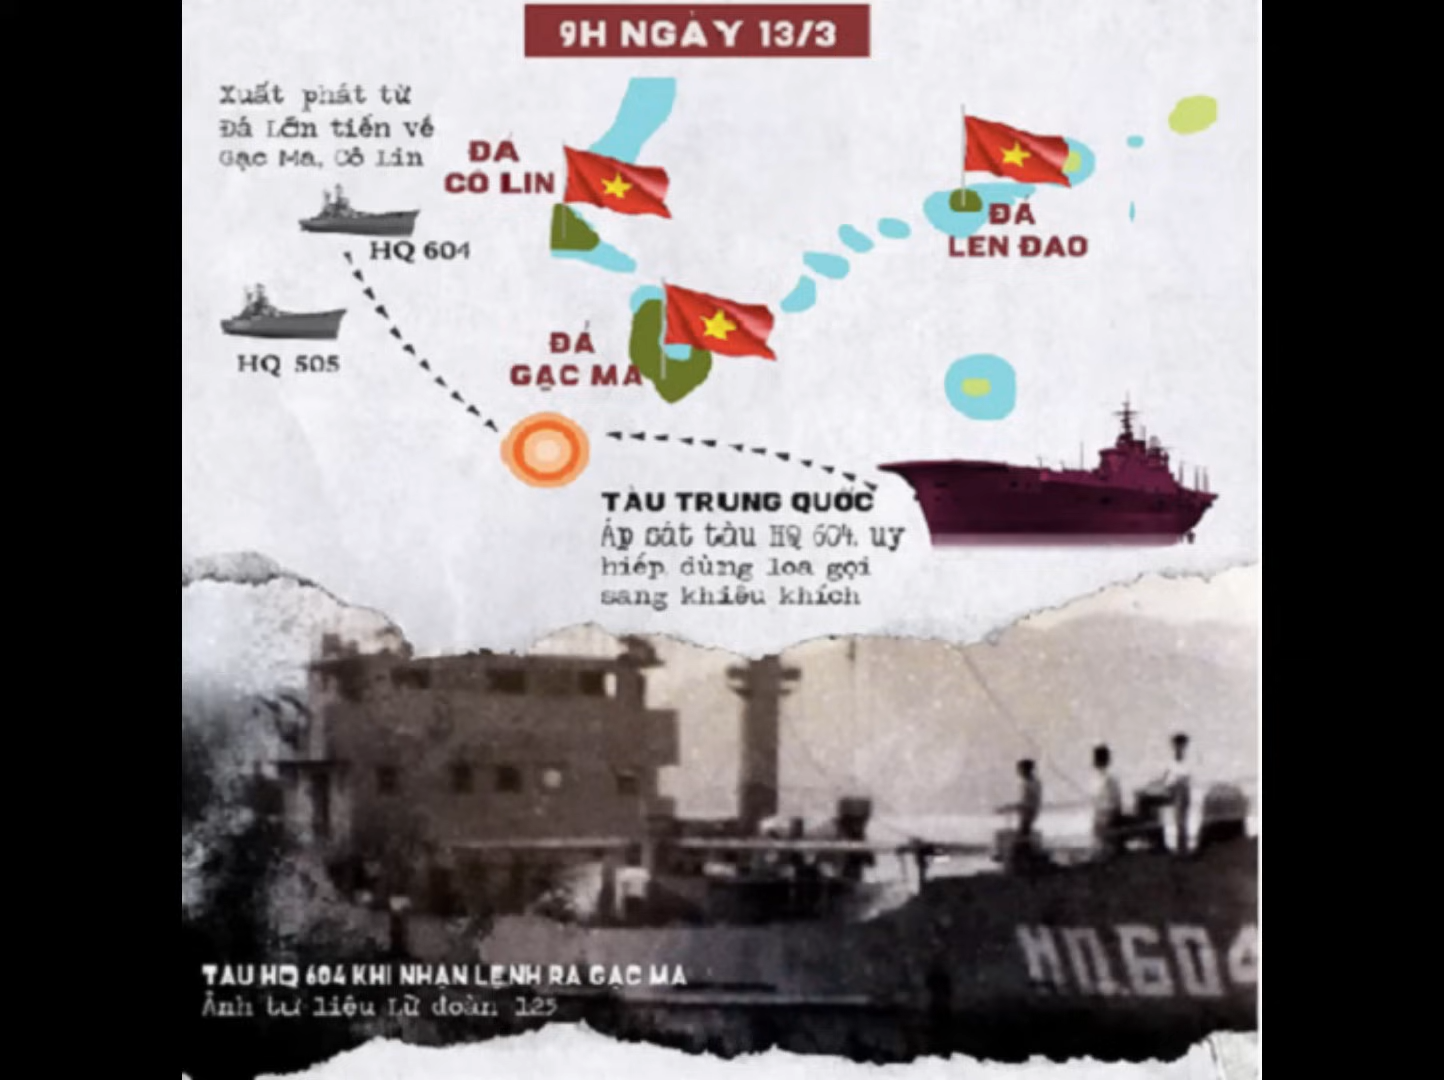 9H NGÀY 13/3
Xuất phát từ
Đá Lớn tiến về
Gạc Ma, Cô Lin
ĐÁ
CÔ LIN
ĐÁ
LEN ĐAO
HQ 604
HQ 505
ĐÁ
GẠC MA
TÀU TRUNG QUỐC
Áp sát tàu HQ 604, uy
hiếp, dùng loa gọi
sang khiêu khích
HQ.604
TÀU HQ 604 KHI NHẬN LỆNH RA GẠC MA
Ảnh tư liệu Lữ đoàn 125